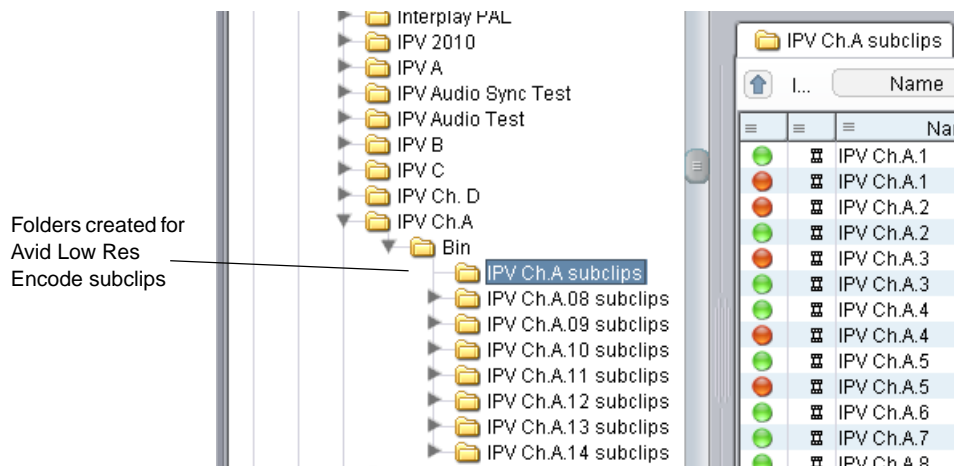 Folders created for
Avid Low Res
Encode subclips
Interplay PAL
IPV 2010
IPV A
IPV Audio Sync Test
IPV Audio Test
IPV B
IPV C
IPV Ch. D
IPV Ch.A
Bin
IPV Ch.A subclips
IPV Ch.A.08 subclips
IPV Ch.A.09 subclips
IPV Ch.A.10 subclips
IPV Ch.A.11 subclips
IPV Ch.A.12 subclips
IPV Ch.A.13 subclips
IPV Ch.A.14 subclips
IPV Ch.A subclips
I... Name
Na
IPV Ch.A.1
IPV Ch.A.1
IPV Ch.A.2
IPV Ch.A.2
IPV Ch.A.3
IPV Ch.A.3
IPV Ch.A.4
IPV Ch.A.4
IPV Ch.A.5
IPV Ch.A.5
IPV Ch.A.6
IPV Ch.A.7
IPV Ch.A.8